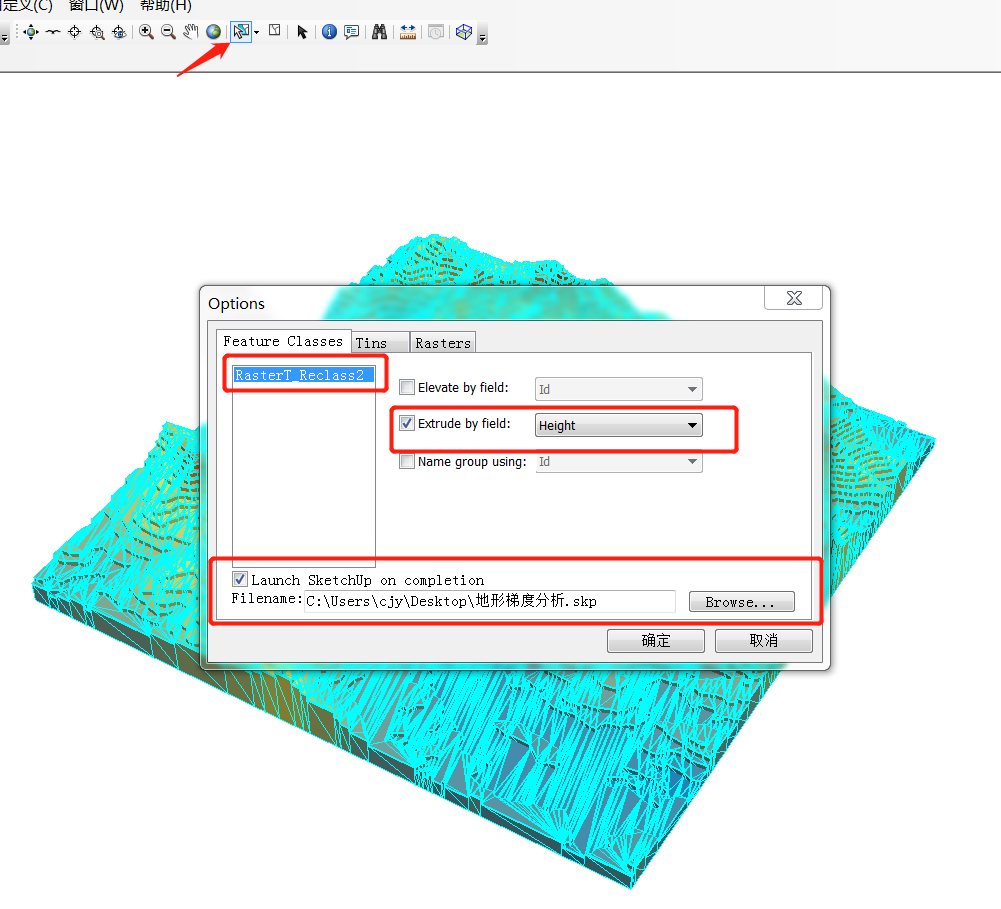 定义(C) 窗口(W) 帮助(H)
Options
Feature Classes Tins Rasters
RasterT_Reclass2
Elevate by field: Id
Extrude by field: Height
Name group using: Id
Launch SketchUp on completion
Filename: C:\Users\cjy\Desktop\地形梯度分析.skp Browse...
确定 取消